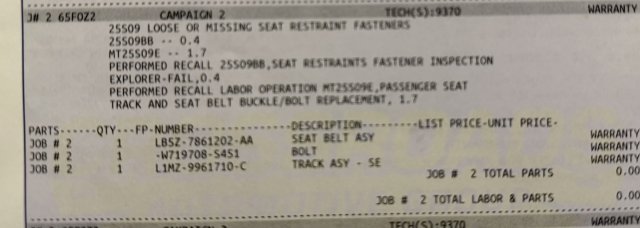 J# 2 65FOZ2 CAMPAIGN 2 TECH(S):9370 WARRANTY
25S09 LOOSE OR MISSING SEAT RESTRAINT FASTENERS
25S09BB -- 0.4
MT25S09E -- 1.7
PERFORMED RECALL 25S09BB,SEAT RESTRAINTS FASTENER INSPECTION
EXPLORER-FAIL,0.4
PERFORMED RECALL LABOR OPERATION MT25S09E,PASSENGER SEAT
TRACK AND SEAT BELT BUCKLE/BOLT REPLACEMENT, 1.7
PARTS------QTY---FP-NUMBER---------------DESCRIPTION----------LIST PRICE-UNIT PRICE-
JOB # 2 1 LB5Z-7861202-AA SEAT BELT ASY WARRANTY
JOB # 2 1 -W719708-S451 BOLT WARRANTY
JOB # 2 1 L1MZ-9961710-C TRACK ASY - SE WARRANTY
JOB # 2 TOTAL PARTS 0.00
JOB # 2 TOTAL LABOR & PARTS 0.00
CAMPAIGN TECH(S):9370 WARRANTY